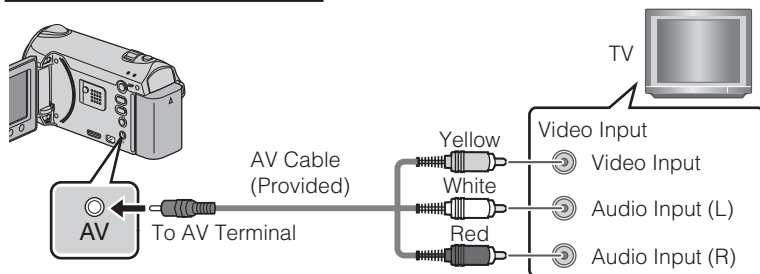 TV
Video Input
Yellow
Video Input
AV Cable
(Provided)
White
Audio Input (L)
AV
To AV Terminal
Red
Audio Input (R)